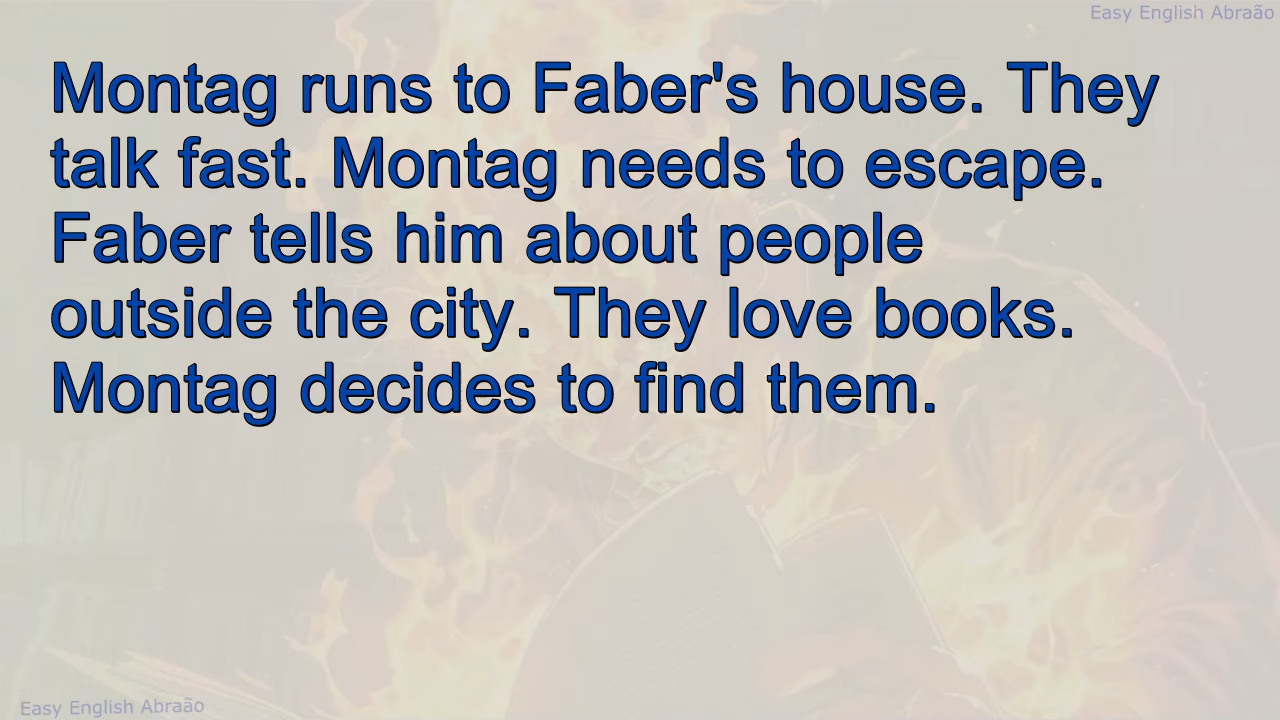 Easy English Abraão
Montag runs to Faber's house. They
talk fast. Montag needs to escape.
Faber tells him about people
outside the city. They love books.
Montag decides to find them.
Easy English Abraão